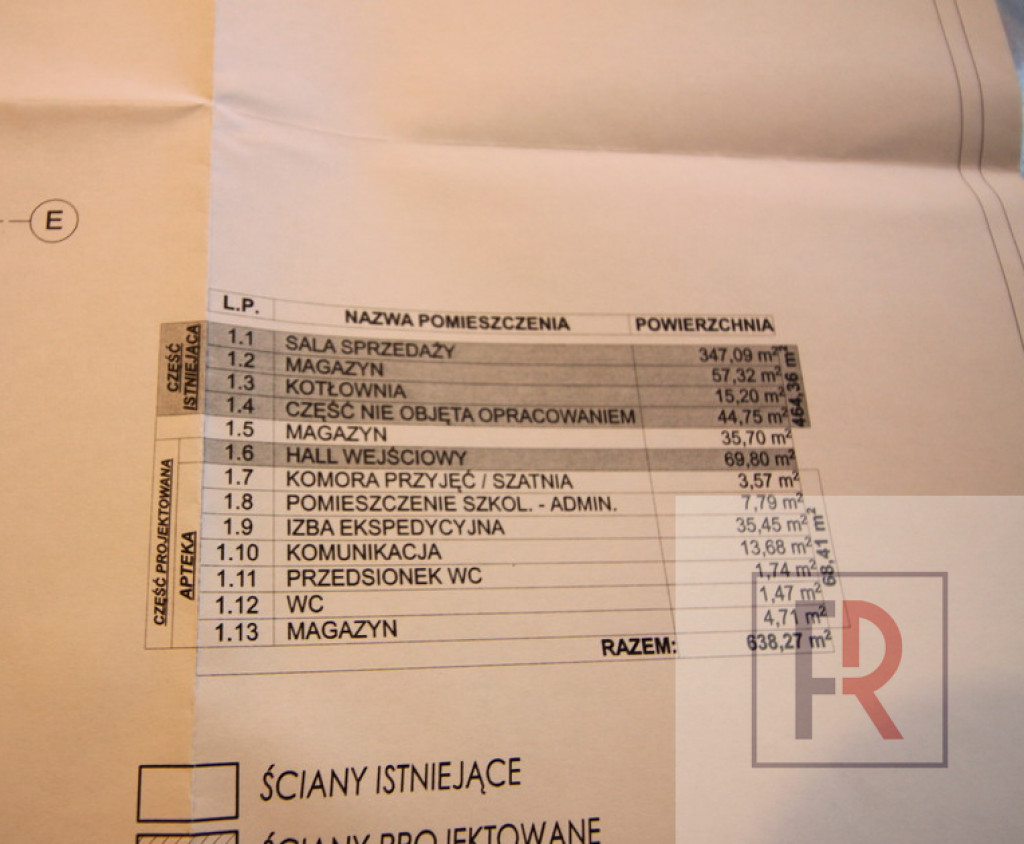 E
L.P. NAZWA POMIESZCZENIA POWIERZCHNIA
CZĘŚĆ ISTNIEJĄCA
1.1 SALA SPRZEDAŻY 347,09 m²
1.2 MAGAZYN 57,32 m²
1.3 KOTŁOWNIA 15,20 m²
1.4 CZĘŚĆ NIE OBJĘTA OPRACOWANIEM 44,75 m²
464,36 m²
CZĘŚĆ PROJEKTOWANA
1.5 MAGAZYN 35,70 m²
1.6 HALL WEJŚCIOWY 69,80 m²
APTEKA
1.7 KOMORA PRZYJĘĆ / SZATNIA 3,57 m²
1.8 POMIESZCZENIE SZKOL. - ADMIN. 7,79 m²
1.9 IZBA EKSPEDYCYJNA 35,45 m²
1.10 KOMUNIKACJA 13,68 m²
1.11 PRZEDSIONEK WC 1,74 m²
1.12 WC 1,47 m²
1.13 MAGAZYN 4,71 m²
68,41 m²
RAZEM: 638,27 m²
FR
ŚCIANY ISTNIEJĄCE
ŚCIANY PROJEKTOWANE